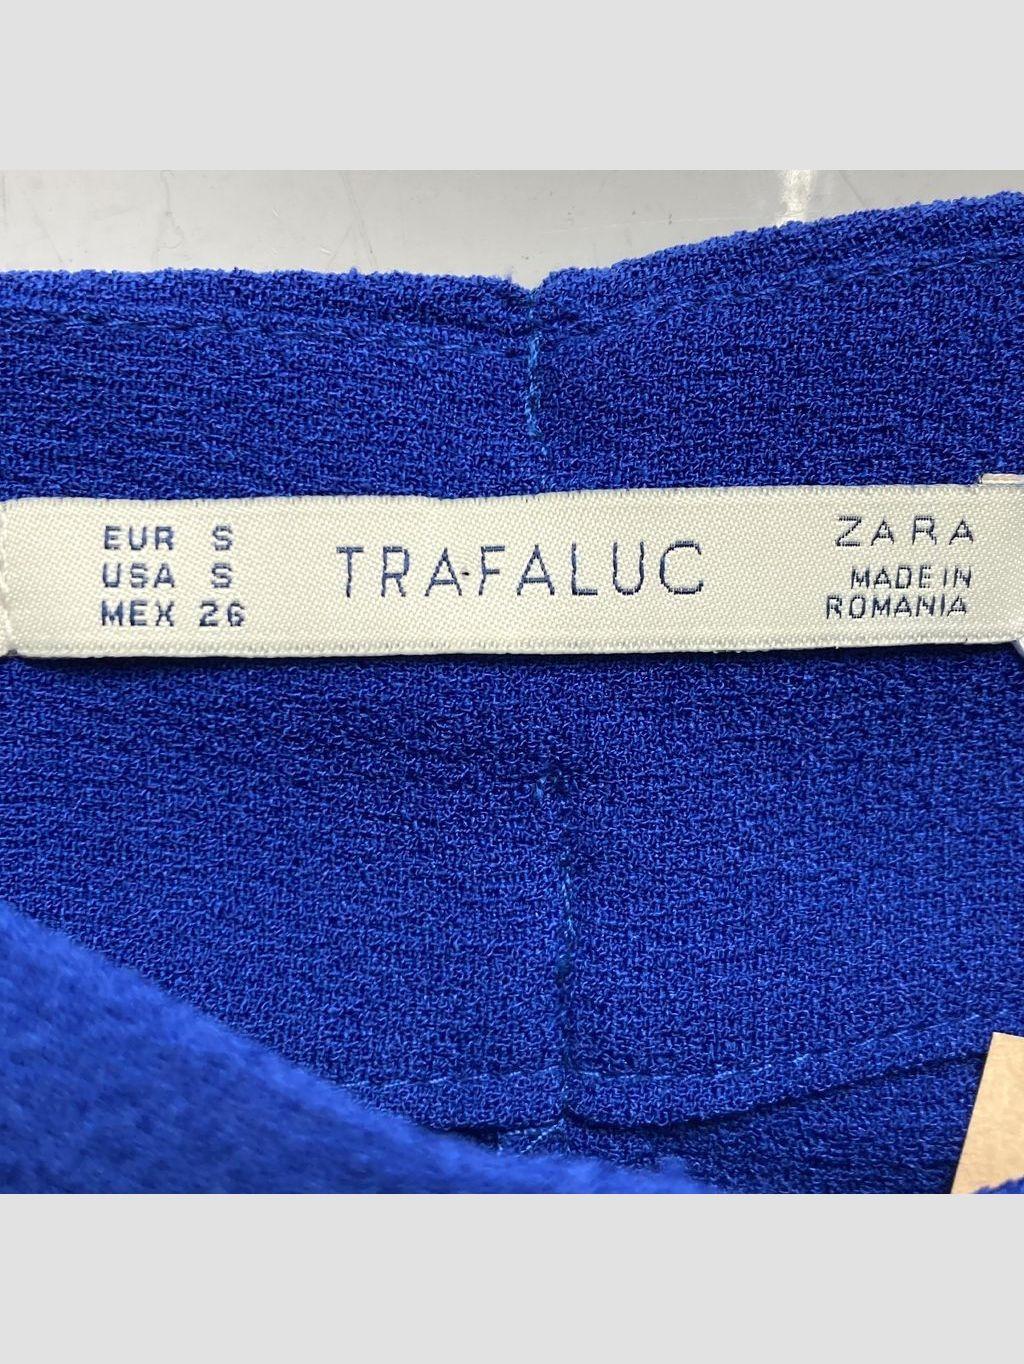 EUR S
USA S
MEX 26
TRAFALUC
ZARA
MADE IN
ROMANIA